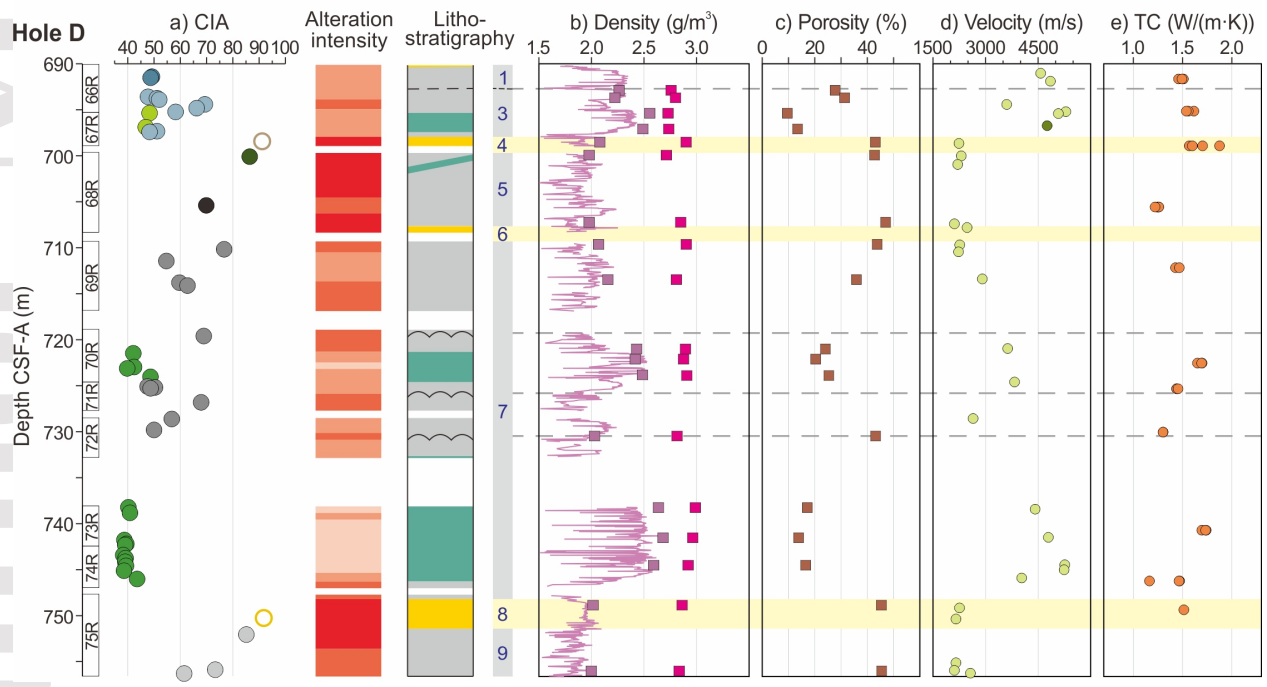 Hole D
a) CIA
40 50 60 70 80 90 100
Alteration
intensity
Litho-
stratigraphy
b) Density (g/m³)
1.5 2.0 2.5 3.0
c) Porosity (%)
0 20 40
d) Velocity (m/s)
1500 3000 4500
e) TC (W/(m·K))
1.0 1.5 2.0
Depth CSF-A (m)
690
700
710
720
730
740
750
66R
67R
68R
69R
70R
71R
72R
73R
74R
75R
1
3
4
5
6
7
8
9